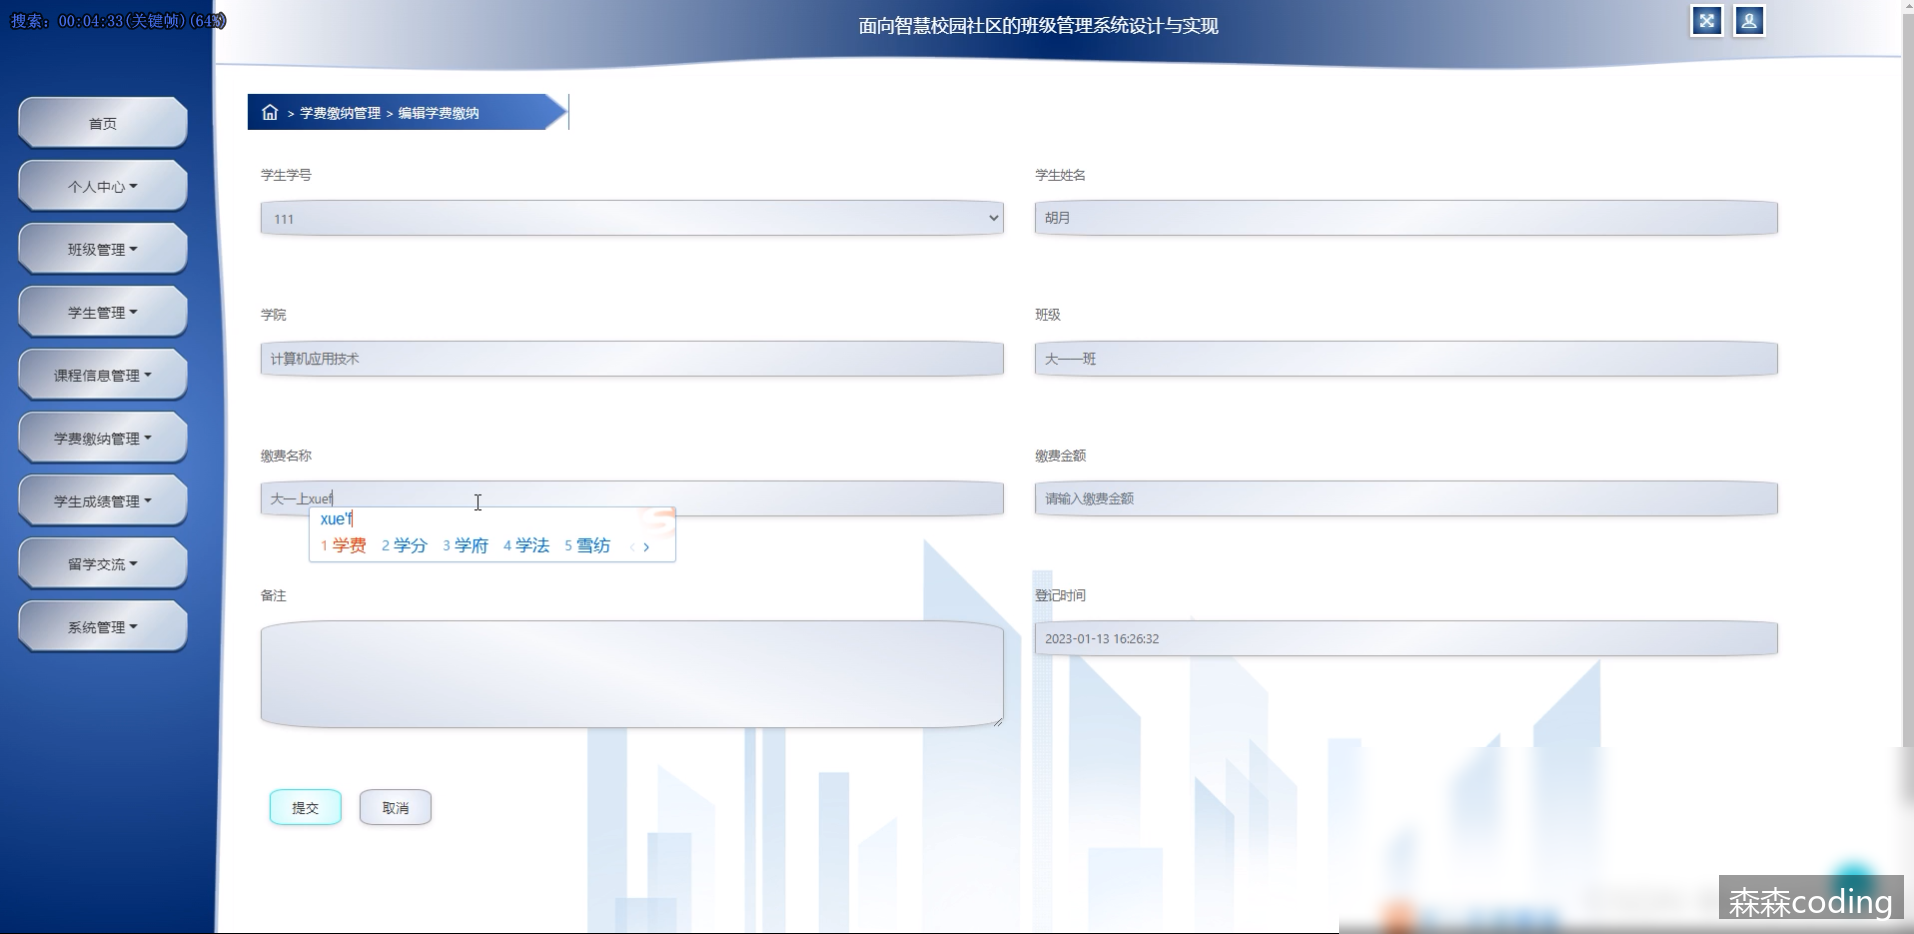 搜索: 00:04:33(关键帧)(64%)
面向智慧校园社区的班级管理系统设计与实现
首页
个人中心
班级管理
学生管理
课程信息管理
学费缴纳管理
学生成绩管理
留学交流
系统管理
> 学费缴纳管理 > 编辑学费缴纳
学生学号
111
学生姓名
胡月
学院
计算机应用技术
班级
大一一班
缴费名称
大一上xuef
xue'f
1 学费 2 学分 3 学府 4 学法 5 雪纺
缴费金额
请输入缴费金额
备注
登记时间
2023-01-13 16:26:32
提交
取消
森森coding